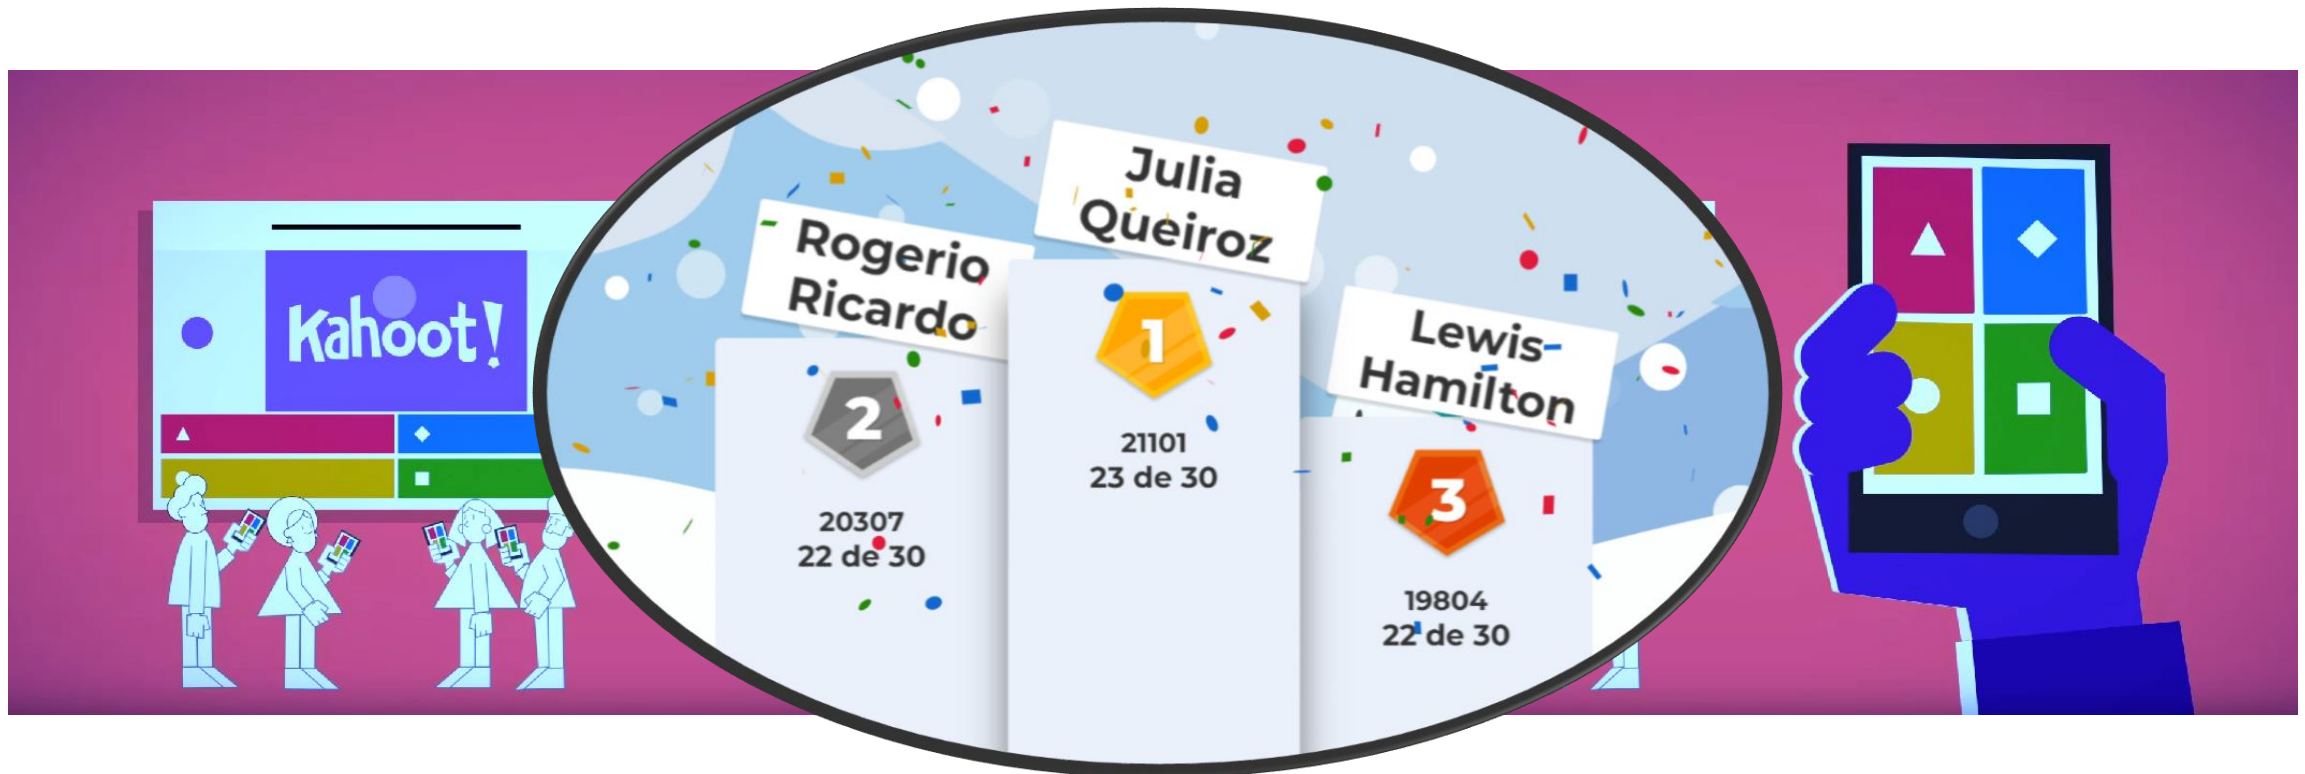 Kahoot!
Rogerio
Ricardo
2
20307
22 de 30
Julia
Queiroz
1
21101
23 de 30
Lewis
Hamilton
3
19804
22 de 30